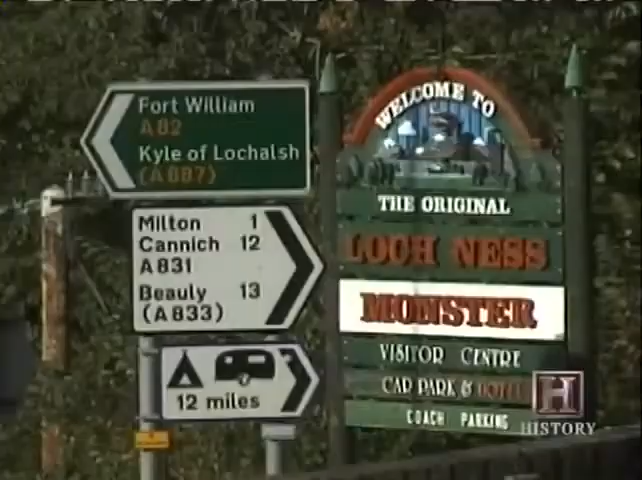 Fort William
A82
Kyle of Lochalsh
(A887)
Milton 1
Cannich 12
A831
Beauly 13
(A833)
12 miles
WELCOME TO
THE ORIGINAL
LOCH NESS
MONSTER
VISITOR CENTRE
CAR PARK & HOTEL
COACH PARKING
H
HISTORY